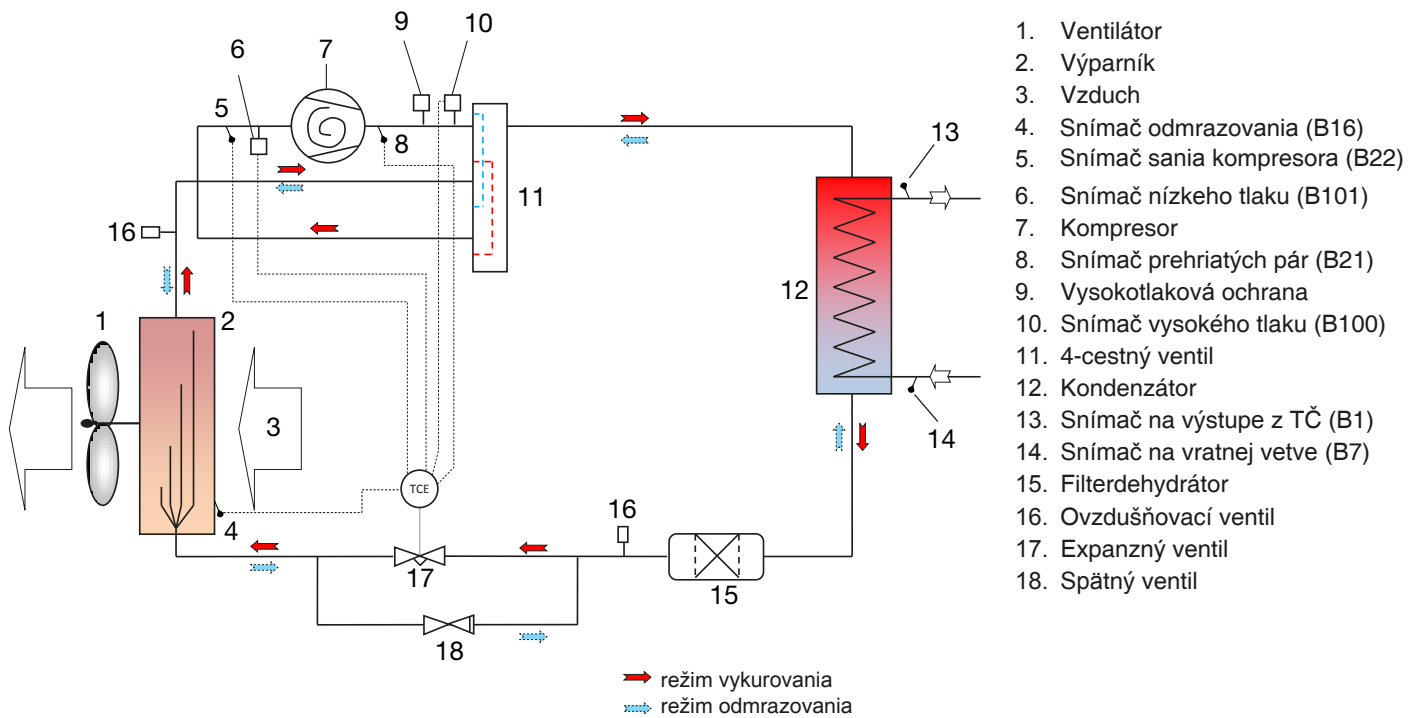 9
10
6
7
5
8
11
13
16
12
1
2
3
14
4
TCE
16
17
15
18
režim vykurovania
režim odmrazovania
1. Ventilátor
2. Výparník
3. Vzduch
4. Snímač odmrazovania (B16)
5. Snímač sania kompresora (B22)
6. Snímač nízkeho tlaku (B101)
7. Kompresor
8. Snímač prehriatých pár (B21)
9. Vysokotlaková ochrana
10. Snímač vysokého tlaku (B100)
11. 4-cestný ventil
12. Kondenzátor
13. Snímač na výstupe z TČ (B1)
14. Snímač na vratnej vetve (B7)
15. Filterdehydrátor
16. Ovzdušňovací ventil
17. Expanzný ventil
18. Spätný ventil